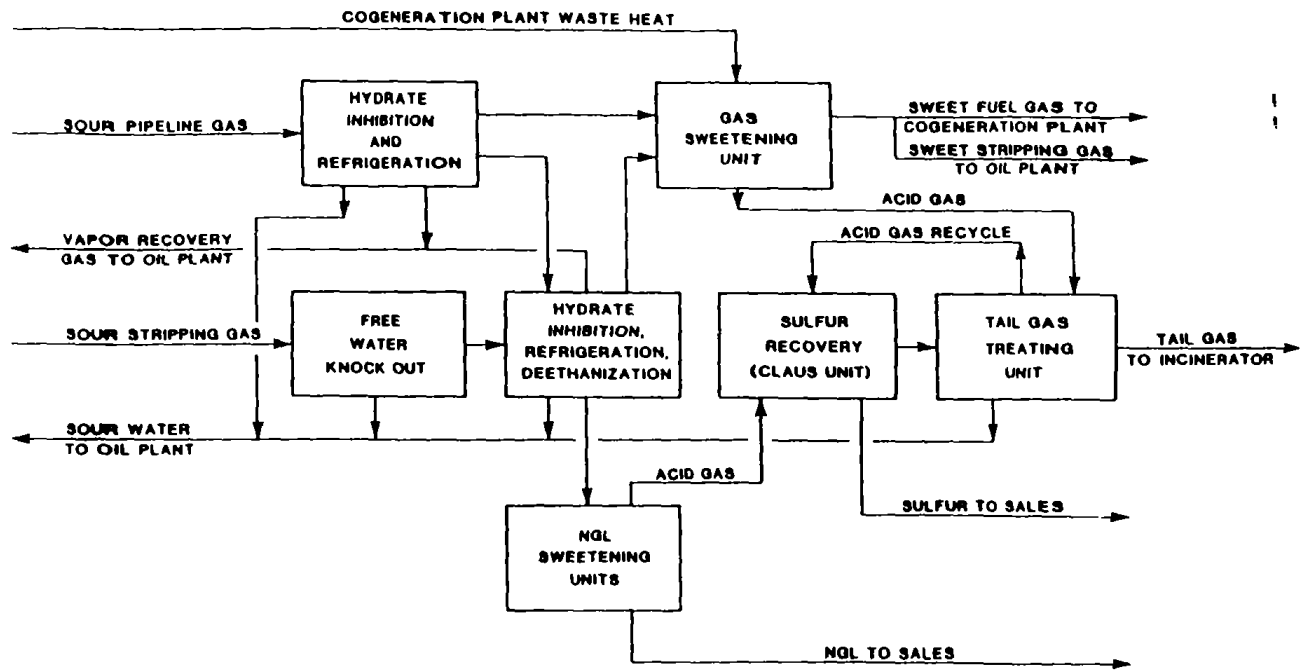 COGENERATION PLANT WASTE HEAT
HYDRATE
INHIBITION
AND
REFRIGERATION
SOUR PIPELINE GAS
GAS
SWEETENING
UNIT
SWEET FUEL GAS TO
COGENERATION PLANT
SWEET STRIPPING GAS
TO OIL PLANT
ACID GAS
VAPOR RECOVERY
GAS TO OIL PLANT
ACID GAS RECYCLE
SOUR STRIPPING GAS
FREE
WATER
KNOCK OUT
HYDRATE
INHIBITION,
REFRIGERATION,
DEETHANIZATION
SULFUR
RECOVERY
(CLAUS UNIT)
TAIL GAS
TREATING
UNIT
TAIL GAS
TO INCINERATOR
SOUR WATER
TO OIL PLANT
ACID GAS
SULFUR TO SALES
NGL
SWEETENING
UNITS
NGL TO SALES